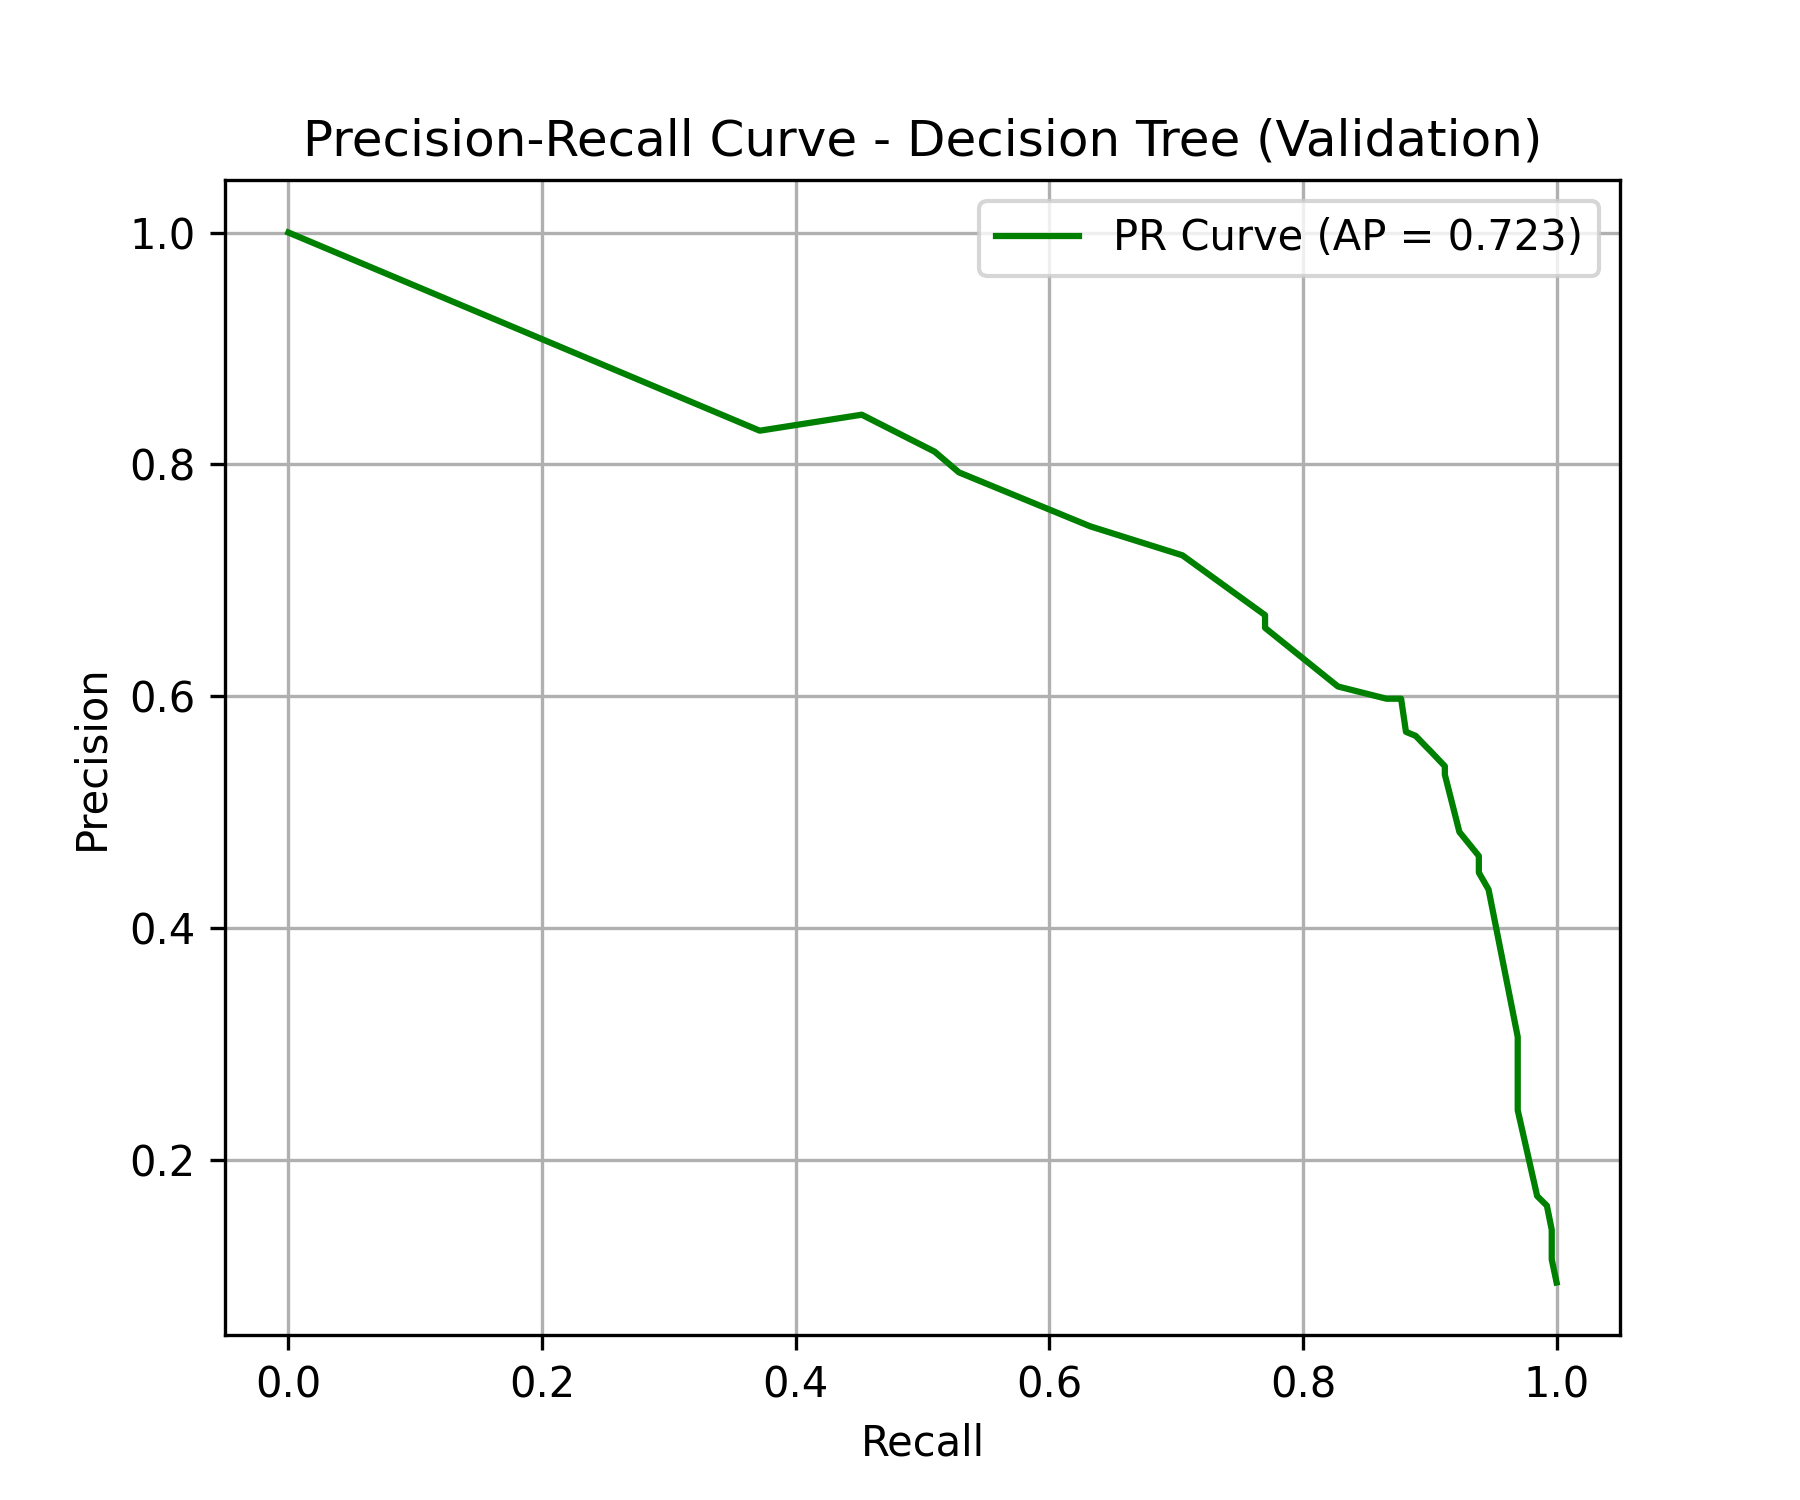 Precision-Recall Curve - Decision Tree (Validation)
PR Curve (AP = 0.723)
1.0
0.8
0.6
0.4
0.2
Precision
0.0 0.2 0.4 0.6 0.8 1.0
Recall